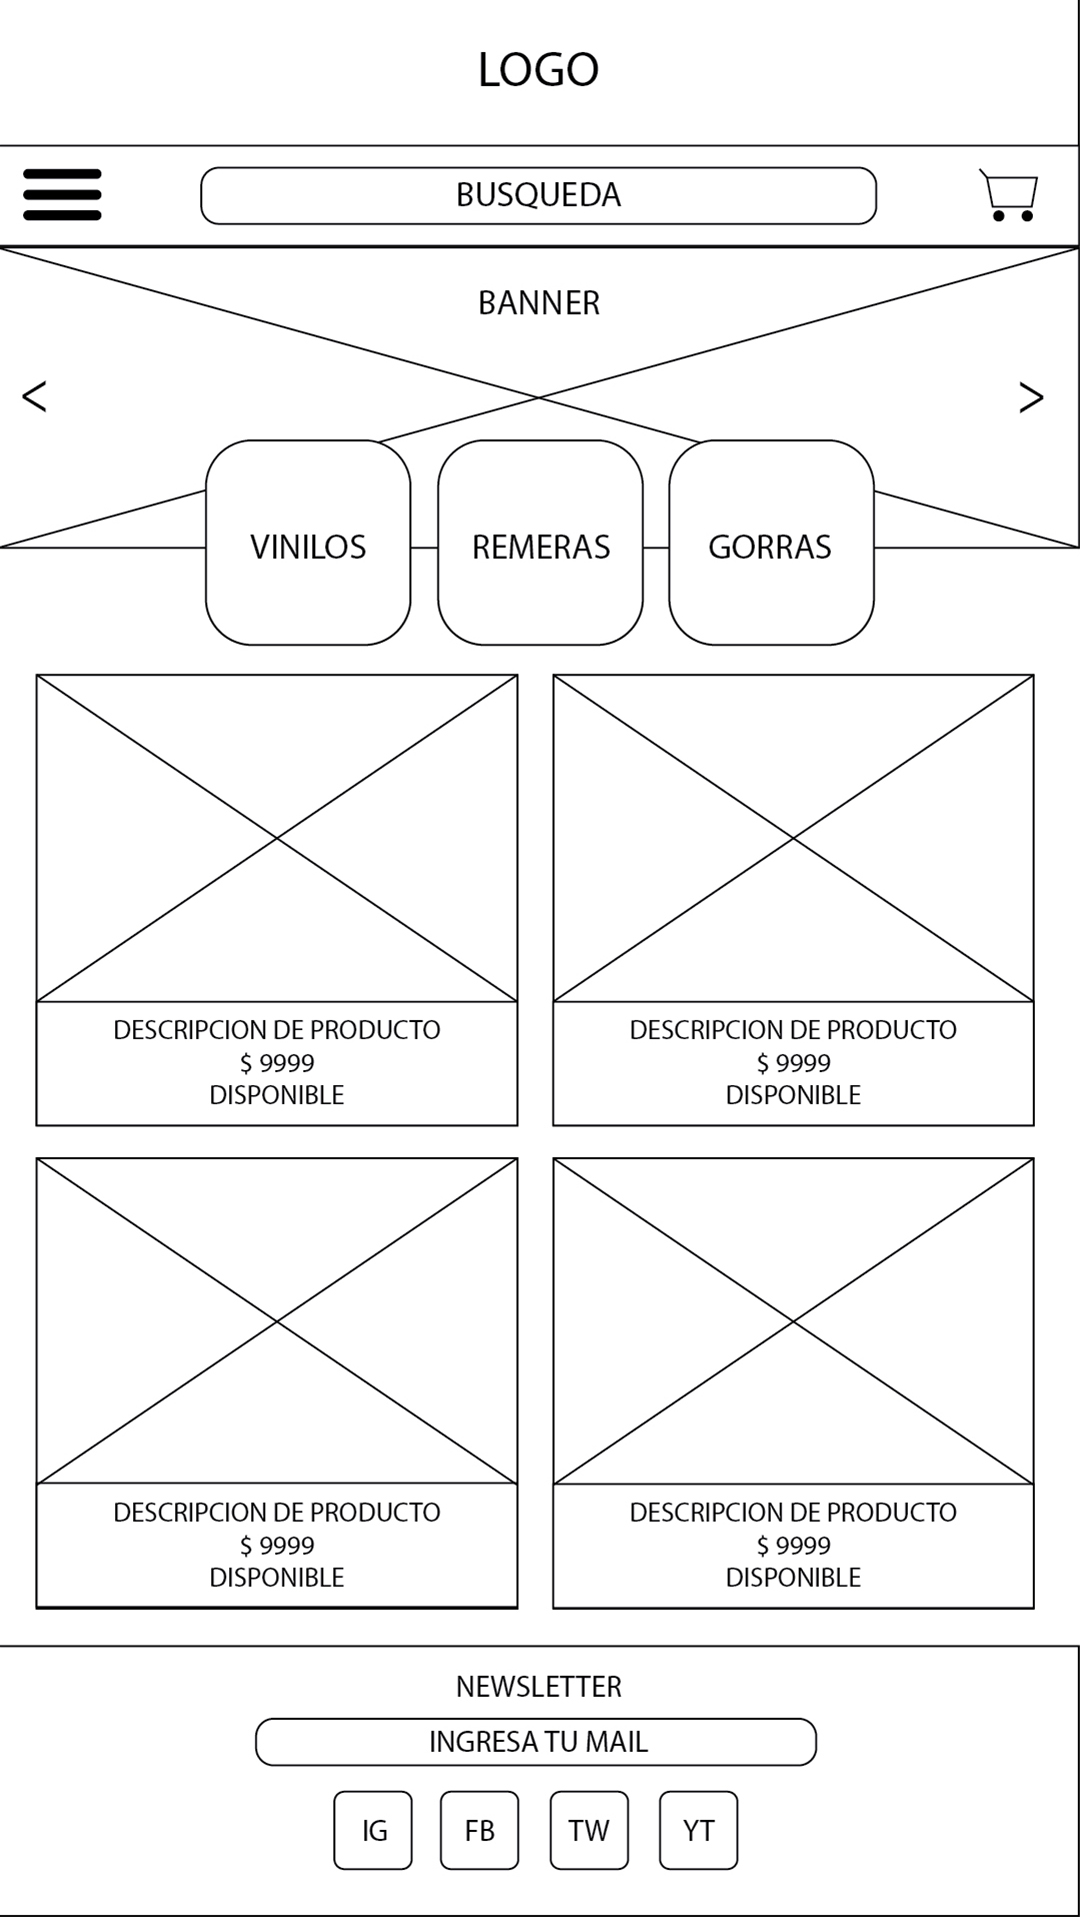 LOGO
BUSQUEDA
BANNER
< >
VINILOS REMERAS GORRAS
DESCRIPCION DE PRODUCTO
$ 9999
DISPONIBLE
DESCRIPCION DE PRODUCTO
$ 9999
DISPONIBLE
DESCRIPCION DE PRODUCTO
$ 9999
DISPONIBLE
DESCRIPCION DE PRODUCTO
$ 9999
DISPONIBLE
NEWSLETTER
INGRESA TU MAIL
IG FB TW YT